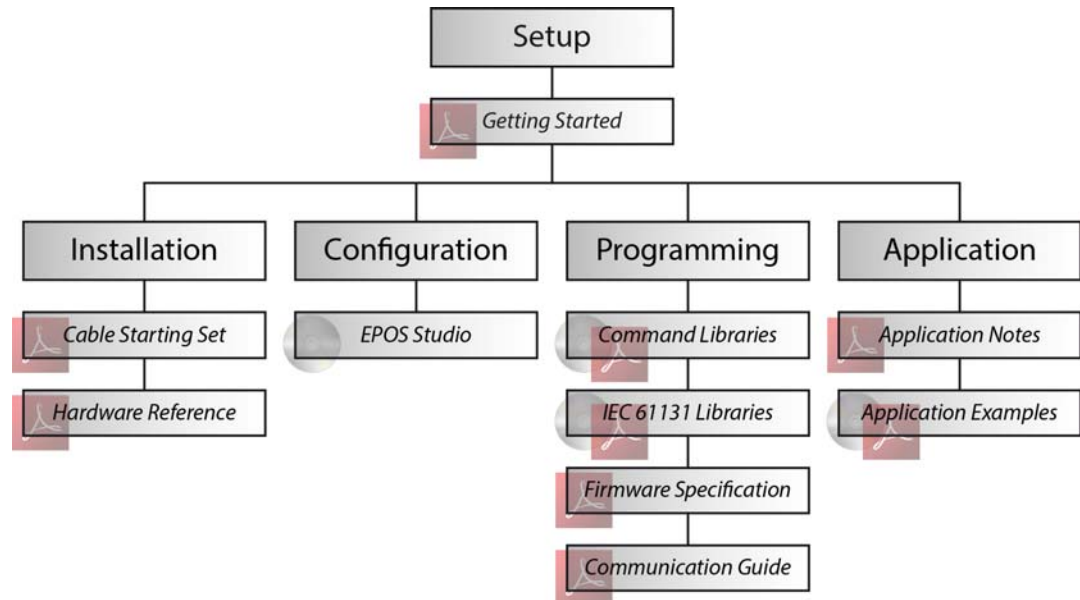 Setup
Getting Started
Installation
Configuration
Programming
Application
Cable Starting Set
EPOS Studio
Command Libraries
Application Notes
Hardware Reference
IEC 61131 Libraries
Application Examples
Firmware Specification
Communication Guide